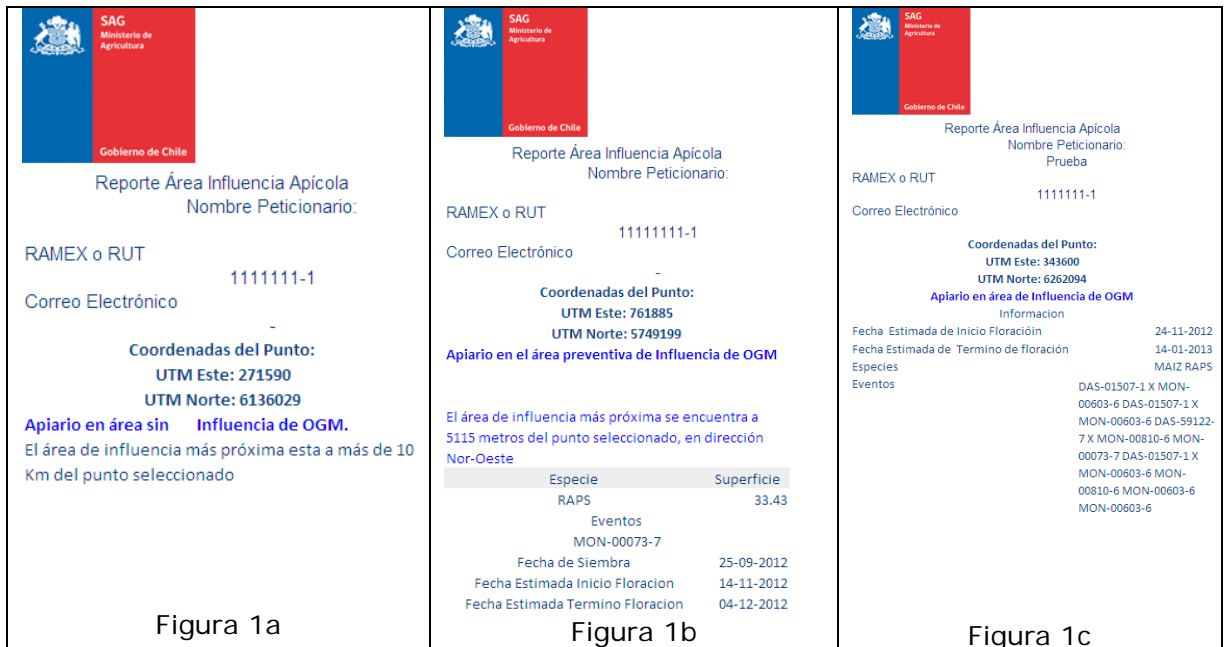 SAG
Ministerio de
Agricultura
Gobierno de Chile
Reporte Área Influencia Apícola
Nombre Peticionario:
RAMEX o RUT
1111111-1
Correo Electrónico
-
Coordenadas del Punto:
UTM Este: 271590
UTM Norte: 6136029
Apiario en área sin Influencia de OGM.
El área de influencia más próxima esta a más de 10
Km del punto seleccionado
Figura 1a
SAG
Ministerio de
Agricultura
Gobierno de Chile
Reporte Área Influencia Apícola
Nombre Peticionario:
RAMEX o RUT
11111111-1
Correo Electrónico
-
Coordenadas del Punto:
UTM Este: 761885
UTM Norte: 5749199
Apiario en el área preventiva de Influencia de OGM
El área de influencia más próxima se encuentra a
5115 metros del punto seleccionado, en dirección
Nor-Oeste
Especie Superficie
RAPS 33.43
Eventos
MON-00073-7
Fecha de Siembra 25-09-2012
Fecha Estimada Inicio Floracion 14-11-2012
Fecha Estimada Termino Floracion 04-12-2012
Figura 1b
SAG
Ministerio de
Agricultura
Gobierno de Chile
Reporte Área Influencia Apícola
Nombre Peticionario:
Prueba
RAMEX o RUT
1111111-1
Correo Electrónico
Coordenadas del Punto:
UTM Este: 343600
UTM Norte: 6262094
Apiario en área de Influencia de OGM
Informacion
Fecha Estimada de Inicio Floracióin 24-11-2012
Fecha Estimada de Termino de floración 14-01-2013
Especies MAIZ RAPS
Eventos DAS-01507-1 X MON-
00603-6 DAS-01507-1 X
MON-00603-6 DAS-59122-
7 X MON-00810-6 MON-
00073-7 DAS-01507-1 X
MON-00603-6 MON-
00810-6 MON-00603-6
MON-00603-6
Figura 1c